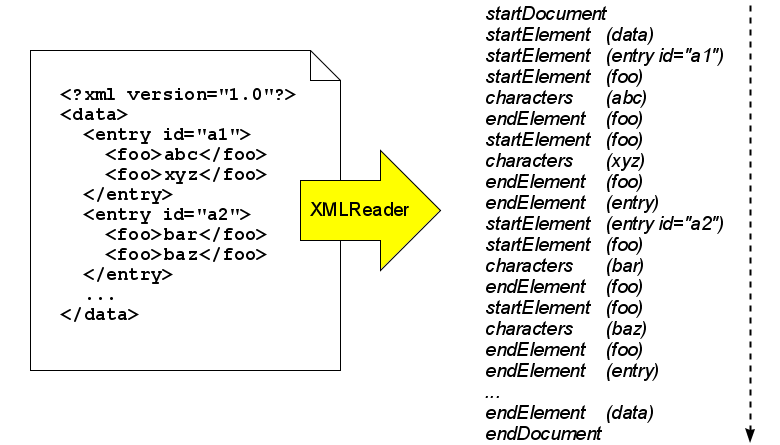 <?xml version="1.0"?>
<data>
<entry id="a1">
<foo>abc</foo>
<foo>xyz</foo>
</entry>
<entry id="a2">
<foo>bar</foo>
<foo>baz</foo>
</entry>
...
</data>
XMLReader
startDocument
startElement (data)
startElement (entry id="a1")
startElement (foo)
characters (abc)
endElement (foo)
startElement (foo)
characters (xyz)
endElement (foo)
endElement (entry)
startElement (entry id="a2")
startElement (foo)
characters (bar)
endElement (foo)
startElement (foo)
characters (baz)
endElement (foo)
endElement (entry)
...
endElement (data)
endDocument